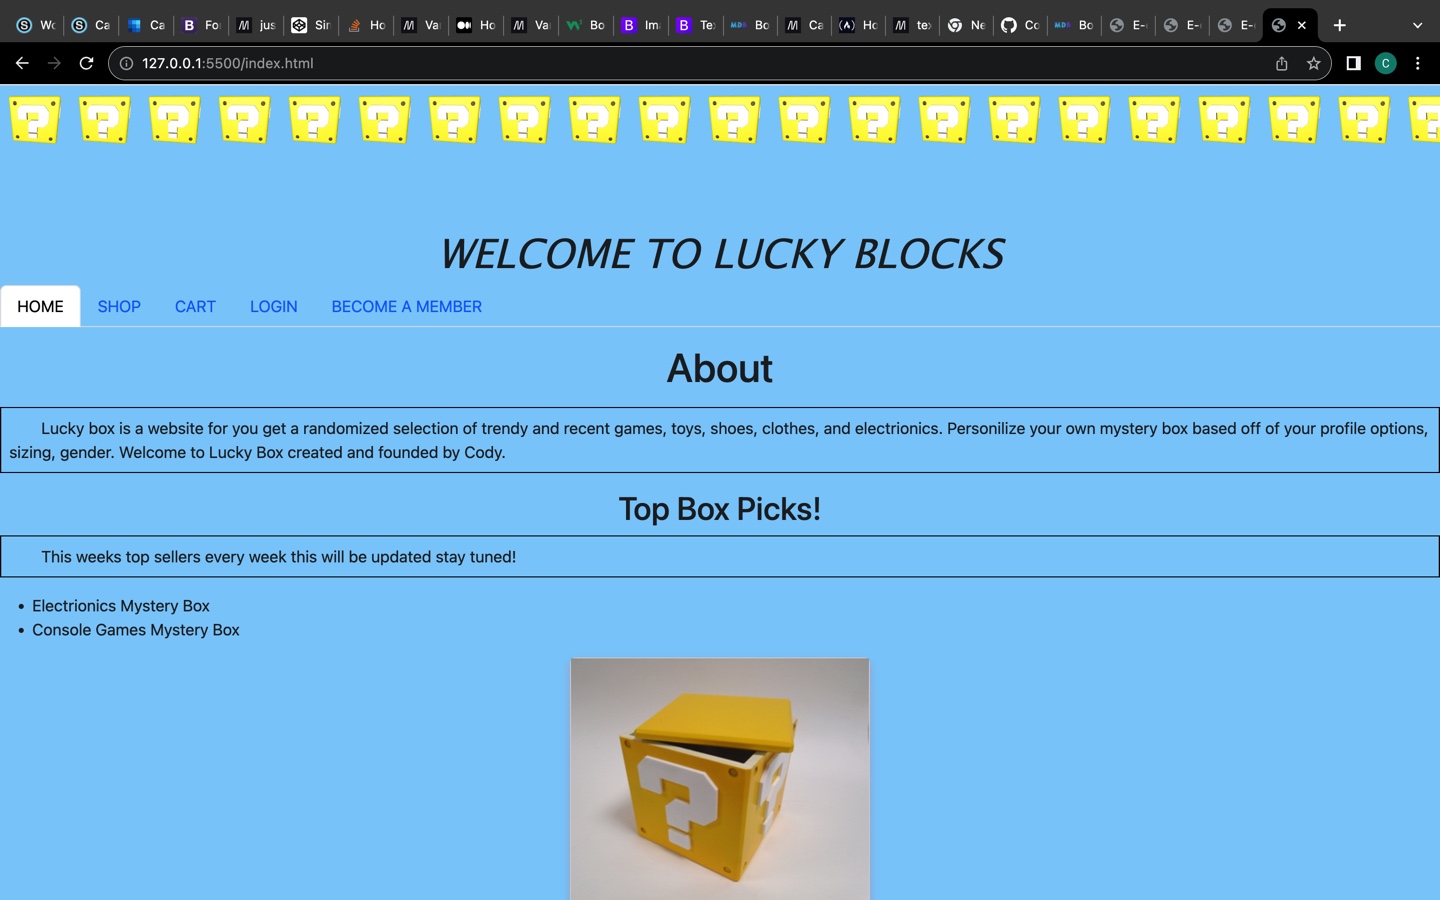 Wo Ca Ca Fo jus Sin Ho Va Ho Va Bo Im Te Bo Ca Ho te Ne Co Bo E- E- E-
127.0.0.1:5500/index.html
C
WELCOME TO LUCKY BLOCKS
HOME SHOP CART LOGIN BECOME A MEMBER
About
Lucky box is a website for you get a randomized selection of trendy and recent games, toys, shoes, clothes, and electrionics. Personilize your own mystery box based off of your profile options,
sizing, gender. Welcome to Lucky Box created and founded by Cody.
Top Box Picks!
This weeks top sellers every week this will be updated stay tuned!
• Electrionics Mystery Box
• Console Games Mystery Box